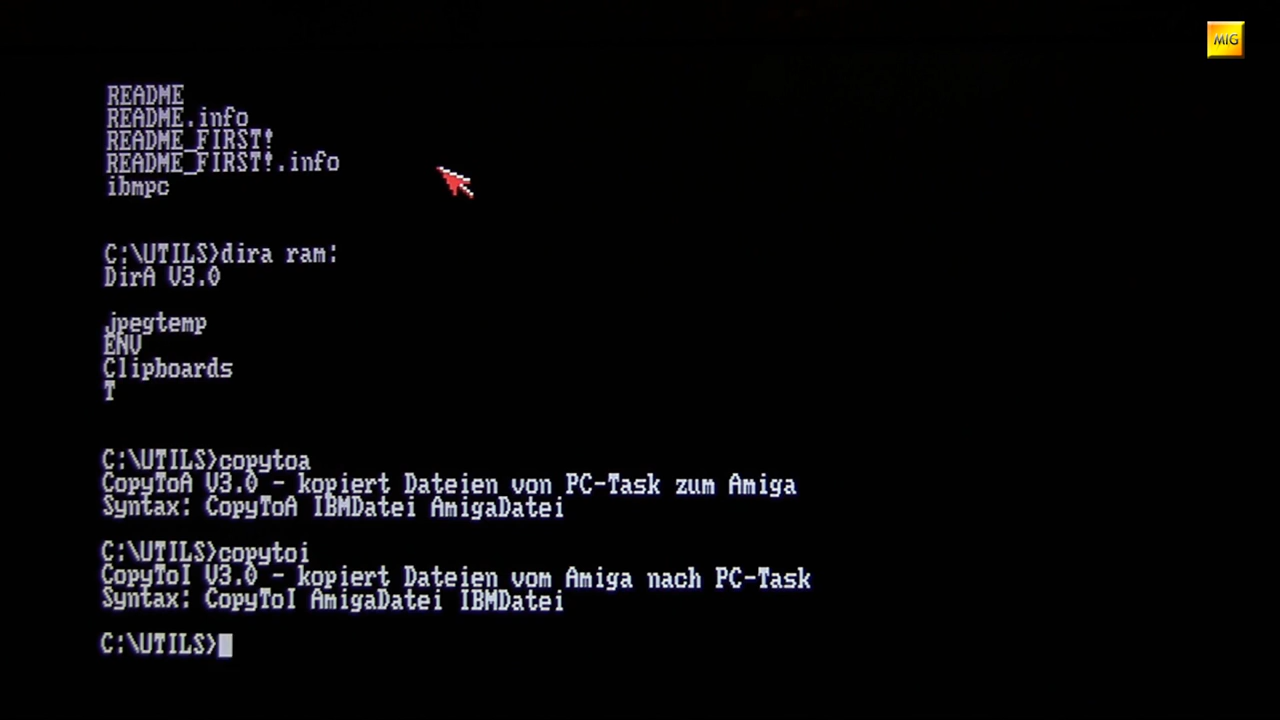 MIG
README
README.info
README_FIRST!
README_FIRST!.info
ibmpc
C:\UTILS>dira ram:
DirA V3.0
.jpegtemp
ENV
Clipboards
T
C:\UTILS>copytoa
CopyToA V3.0 - kopiert Dateien von PC-Task zum Amiga
Syntax: CopyToA IBMDatei AmigaDatei
C:\UTILS>copytoi
CopyToI V3.0 - kopiert Dateien vom Amiga nach PC-Task
Syntax: CopyToI AmigaDatei IBMDatei
C:\UTILS>